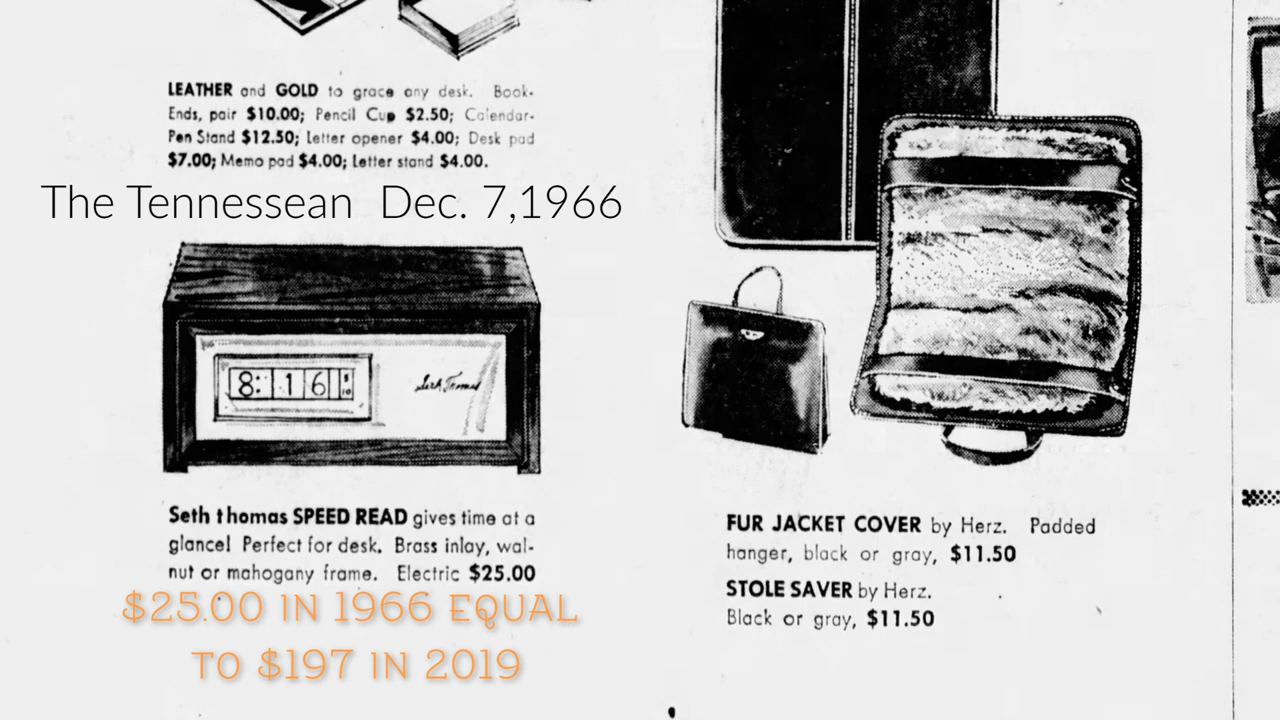 LEATHER and GOLD to grace any desk. Book-
Ends, pair $10.00; Pencil Cup $2.50; Calendar-
Pen Stand $12.50; Letter opener $4.00; Desk pad
$7.00; Memo pad $4.00; Letter stand $4.00.
The Tennessean Dec. 7,1966
8:16
Seth Thomas
Seth thomas SPEED READ gives time at a
glance! Perfect for desk. Brass inlay, wal-
nut or mahogany frame. Electric $25.00
$25.00 IN 1966 EQUAL
TO $197 IN 2019
FUR JACKET COVER by Herz. Padded
hanger, black or gray, $11.50
STOLE SAVER by Herz.
Black or gray, $11.50